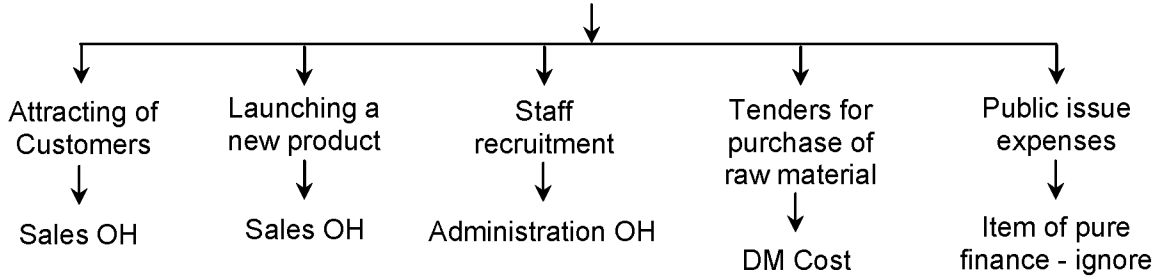 Attracting of
Customers
Sales OH
Launching a
new product
Sales OH
Staff
recruitment
Administration OH
Tenders for
purchase of
raw material
DM Cost
Public issue
expenses
Item of pure
finance - ignore